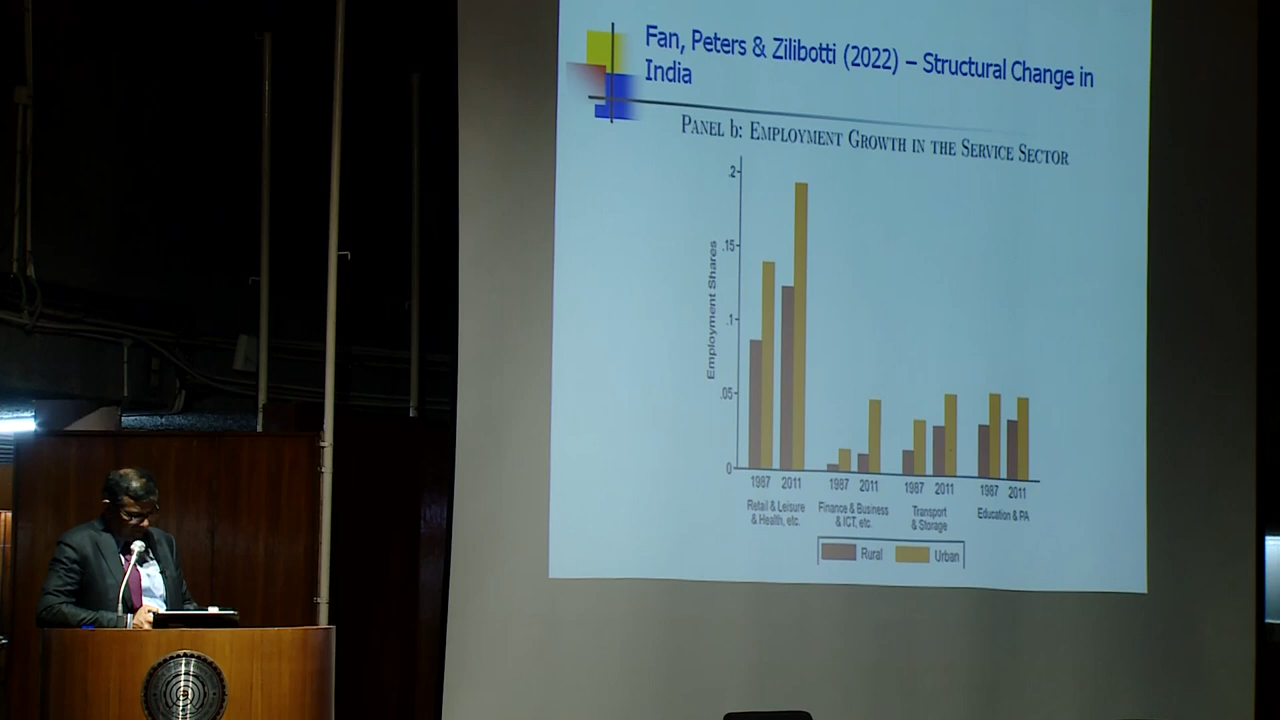 Fan, Peters & Zilibotti (2022) – Structural Change in
India
PANEL b: EMPLOYMENT GROWTH IN THE SERVICE SECTOR
Employment Shares
.2
.15
.1
.05
0
1987 2011 1987 2011 1987 2011 1987 2011
Retail & Leisure
& Health, etc.
Finance & Business
& ICT, etc.
Transport
& Storage
Education & PA
Rural Urban